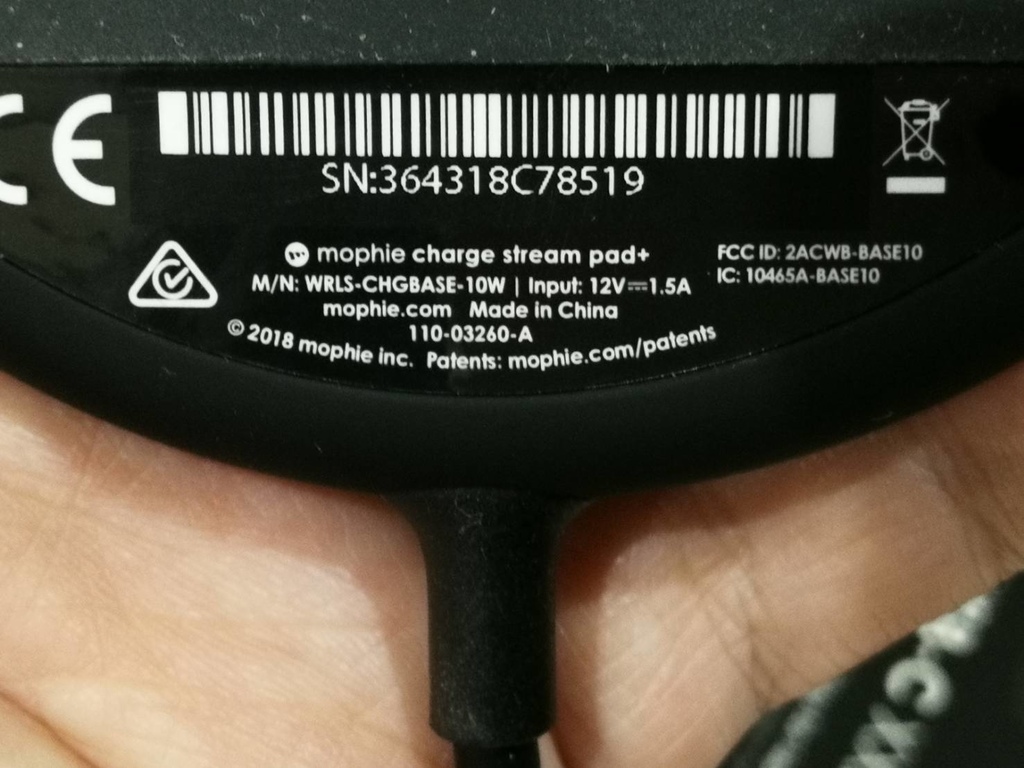 CE
SN:364318C78519
mophie charge stream pad+
M/N: WRLS-CHGBASE-10W | Input: 12V⎓1.5A
mophie.com Made in China
110-03260-A
© 2018 mophie inc. Patents: mophie.com/patents
FCC ID: 2ACWB-BASE10
IC: 10465A-BASE10